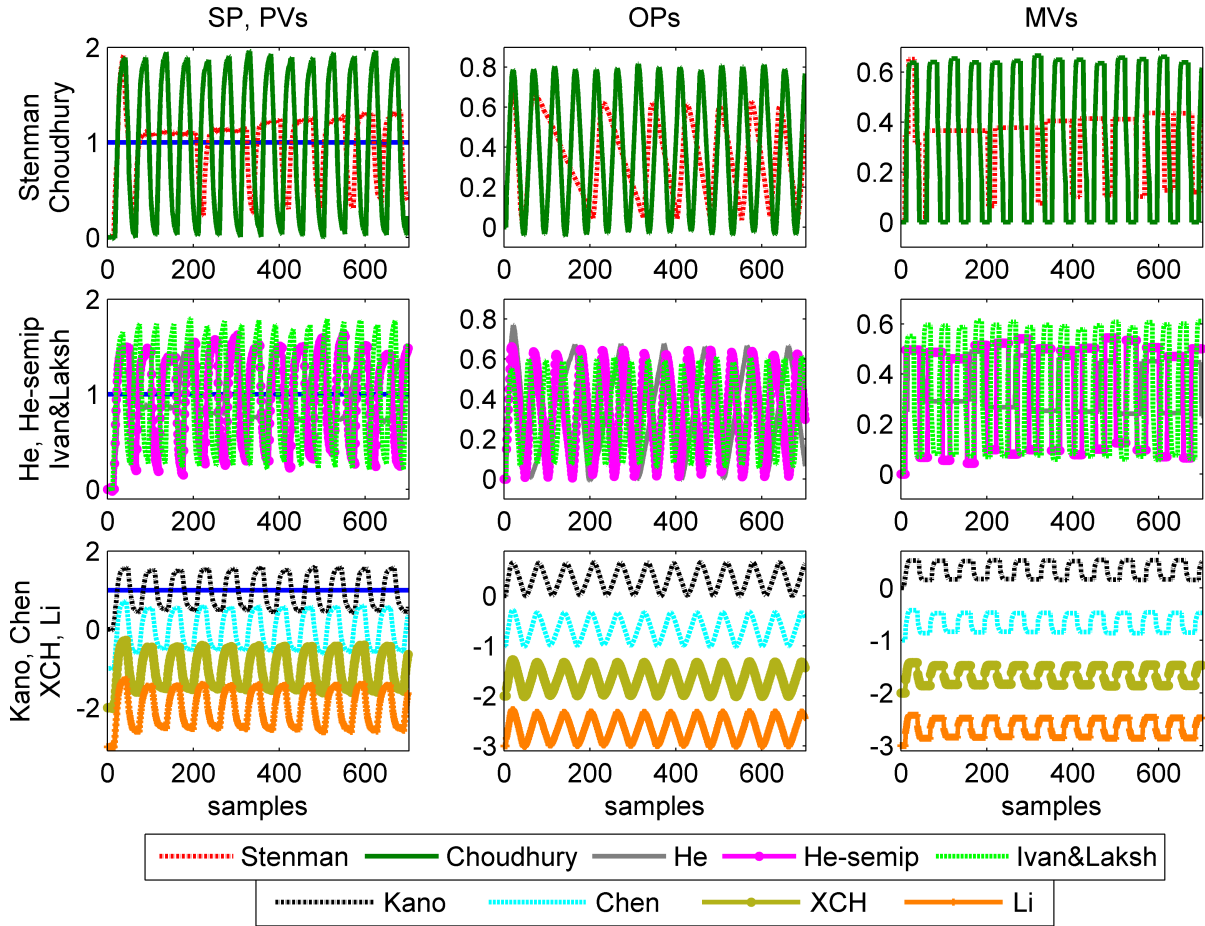 SP, PVs
OPs
MVs
Stenman
Choudhury
2
1
0
0 200 400 600
0.8
0.6
0.4
0.2
0
0 200 400 600
0.6
0.4
0.2
0
0 200 400 600
He, He-semip
Ivan&Laksh
2
1
0
0 200 400 600
0.8
0.6
0.4
0.2
0
0 200 400 600
0.6
0.4
0.2
0
0 200 400 600
Kano, Chen
XCH, Li
2
0
-2
0 200 400 600
samples
0
-1
-2
-3
0 200 400 600
samples
0
-1
-2
-3
0 200 400 600
samples
Stenman Choudhury He He-semip Ivan&Laksh
Kano Chen XCH Li